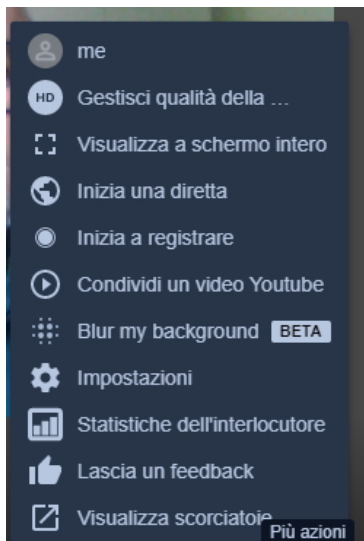 me
HD Gestisci qualità della ...
Visualizza a schermo intero
Inizia una diretta
Inizia a registrare
Condividi un video Youtube
Blur my background BETA
Impostazioni
Statistiche dell'interlocutore
Lascia un feedback
Visualizza scorciatoie
Più azioni